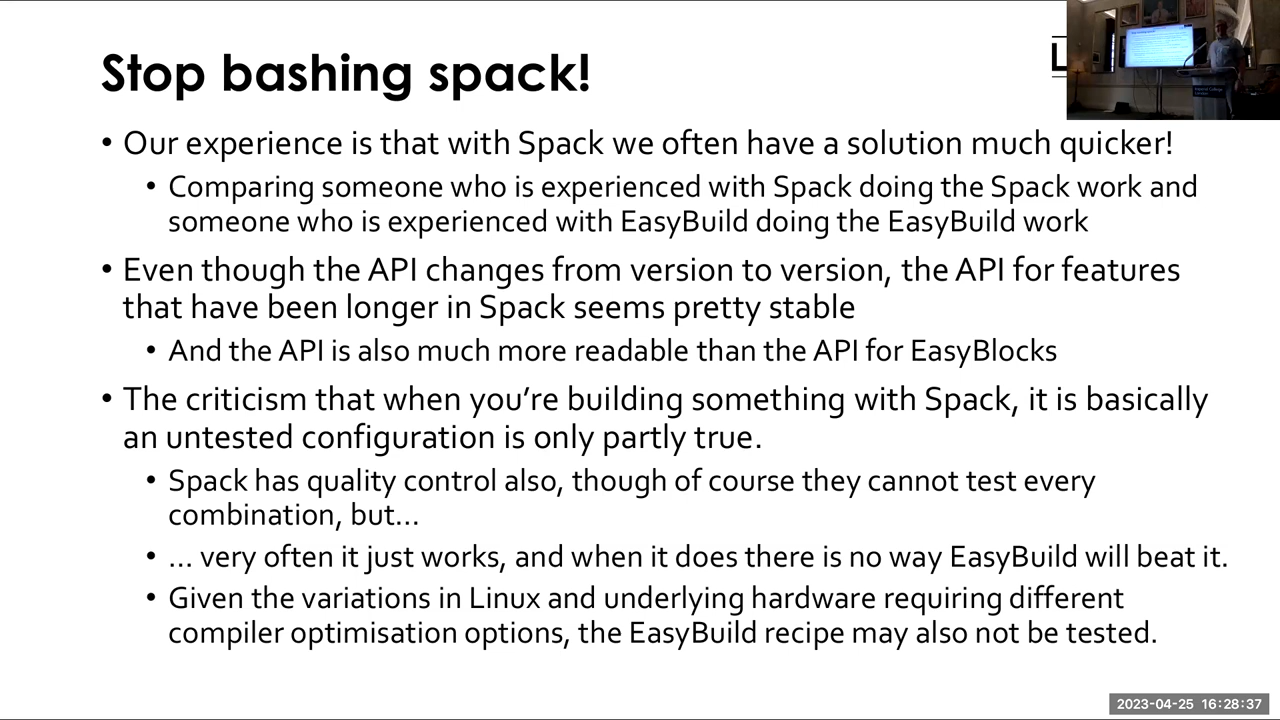 Stop bashing spack!
L
• Our experience is that with Spack we often have a solution much quicker!
• Comparing someone who is experienced with Spack doing the Spack work and
someone who is experienced with EasyBuild doing the EasyBuild work
• Even though the API changes from version to version, the API for features
that have been longer in Spack seems pretty stable
• And the API is also much more readable than the API for EasyBlocks
• The criticism that when you’re building something with Spack, it is basically
an untested configuration is only partly true.
• Spack has quality control also, though of course they cannot test every
combination, but…
• … very often it just works, and when it does there is no way EasyBuild will beat it.
• Given the variations in Linux and underlying hardware requiring different
compiler optimisation options, the EasyBuild recipe may also not be tested.
2023-04-25 16:28:37